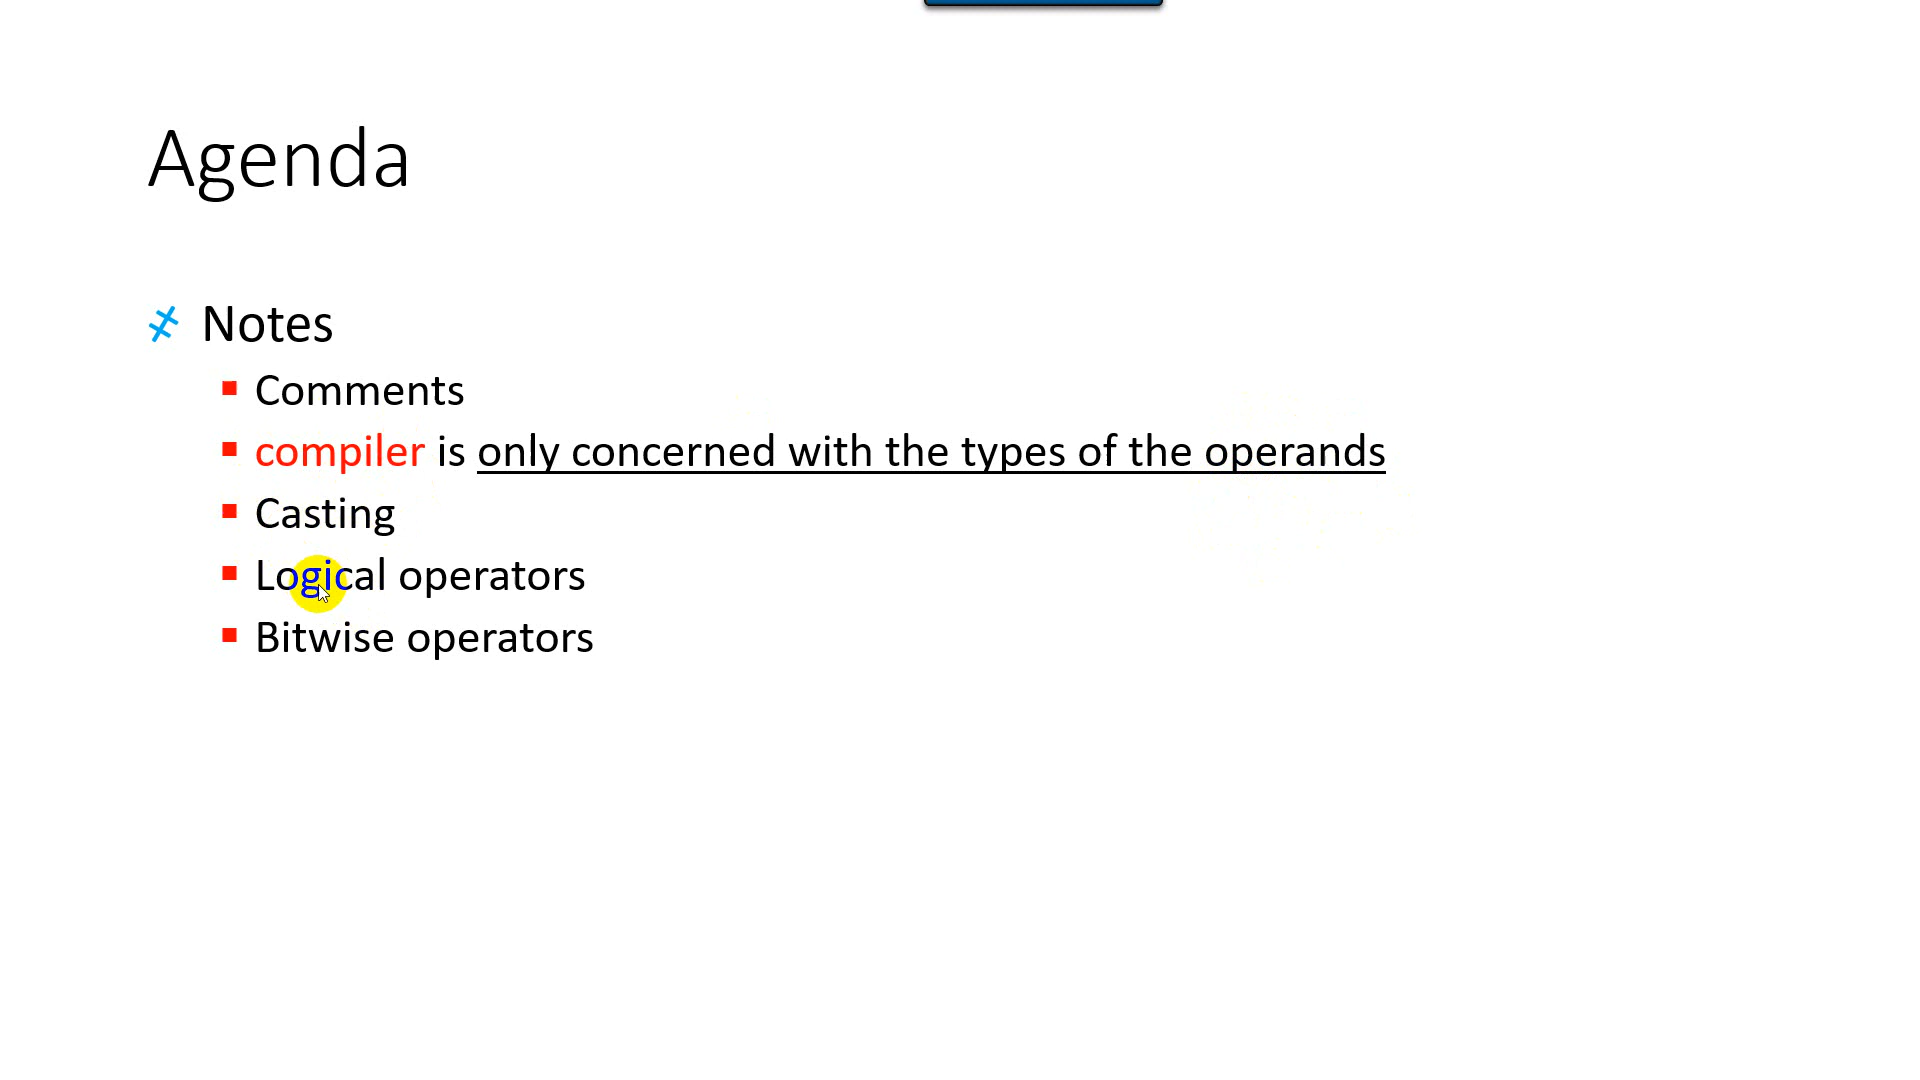 Agenda
Notes
Comments
compiler is only concerned with the types of the operands
Casting
Logical operators
Bitwise operators